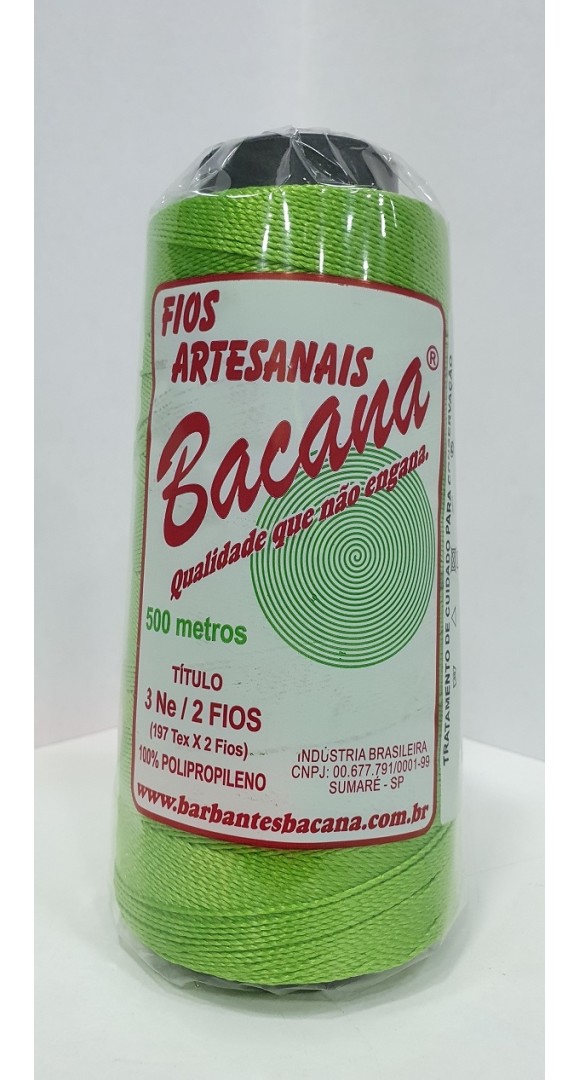 FIOS
ARTESANAIS
Bacana®
Qualidade que não engana.
500 metros
TÍTULO
3 Ne / 2 FIOS
(197 Tex X 2 Fios)
100% POLIPROPILENO
INDÚSTRIA BRASILEIRA
CNPJ: 00.677.791/0001-99
SUMARÉ - SP
www.barbantesbacana.com.br
TRATAMENTO DE CUIDADO PARA CONSERVAÇÃO